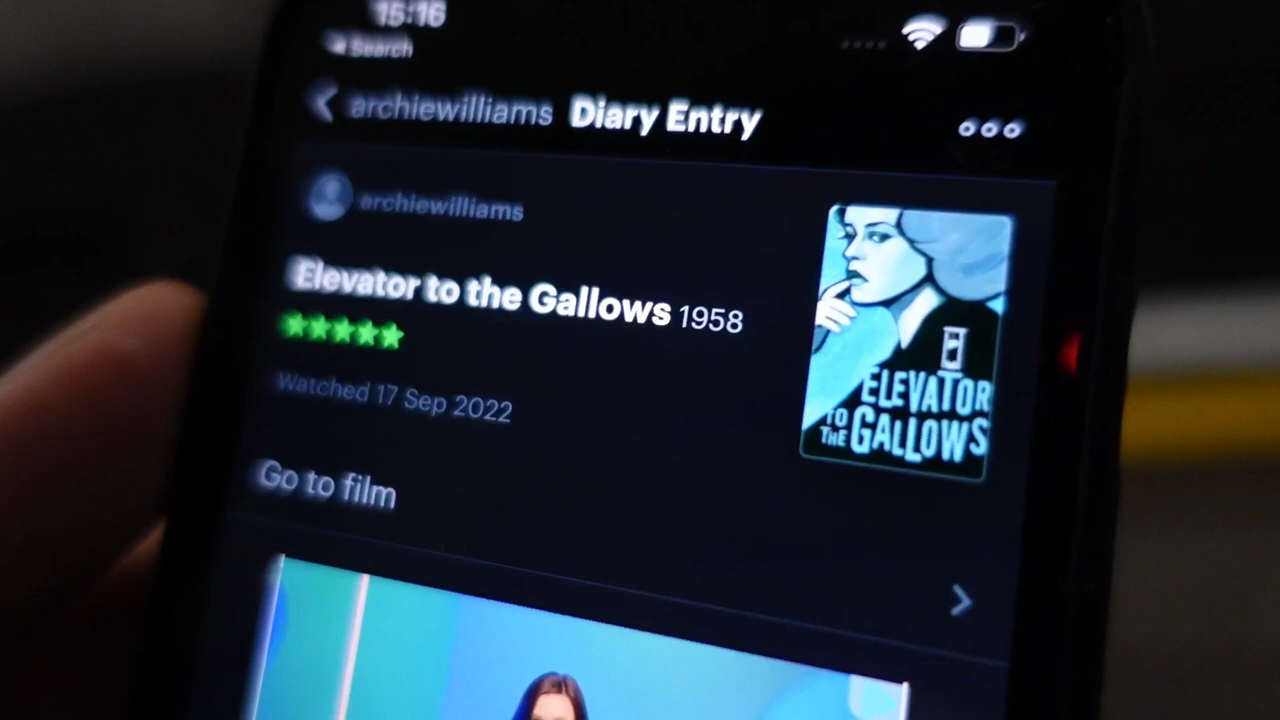 15:16
Search
archiewilliams Diary Entry
archiewilliams
Elevator to the Gallows 1958
Watched 17 Sep 2022
ELEVATOR
TO
THE GALLOWS
Go to film